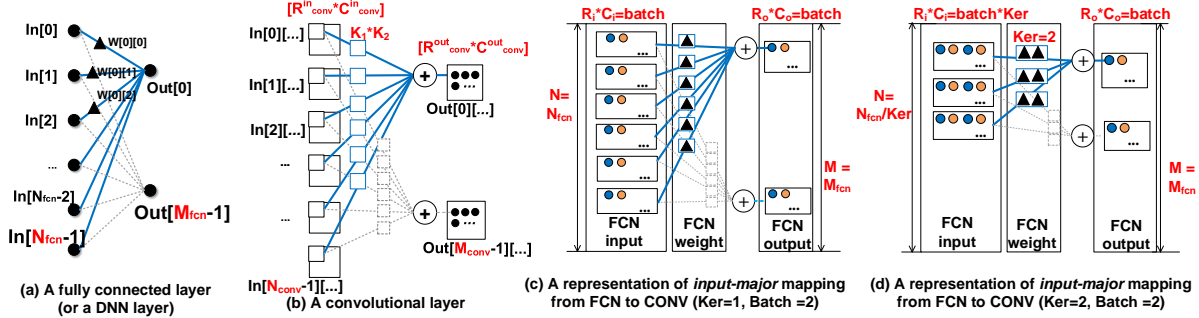 In[0]
W[0][0]
In[1]
W[0][1]
Out[0]
W[0][2]
In[2]
...
In[Nfcn-2]
Out[Mfcn-1]
In[Nfcn-1]
(a) A fully connected layer
(or a DNN layer)
[R^in_conv*C^in_conv]
In[0][...]
K1*K2
[R^out_conv*C^out_conv]
In[1][...]
Out[0][...]
In[2][...]
...
...
...
Out[Mconv-1][...]
In[Nconv-1][...]
(b) A convolutional layer
Ri*Ci=batch
Ro*Co=batch
...
...
...
...
...
...
...
...
N=
Nfcn
M =
Mfcn
FCN
input
FCN
weight
FCN
output
(c) A representation of input-major mapping
from FCN to CONV (Ker=1, Batch =2)
Ri*Ci=batch*Ker
Ro*Co=batch
Ker=2
...
...
...
...
...
N=
Nfcn/Ker
M =
Mfcn
FCN
input
FCN
weight
FCN
output
(d) A representation of input-major mapping
from FCN to CONV (Ker=2, Batch =2)